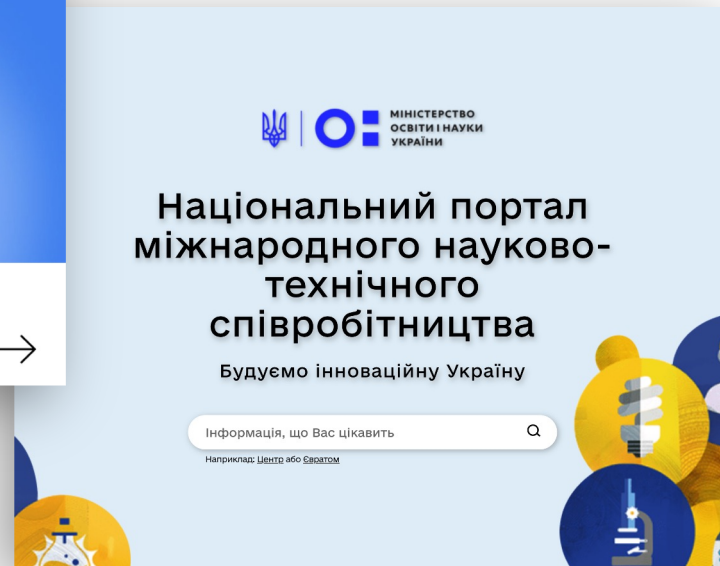 МІНІСТЕРСТВО
ОСВІТИ І НАУКИ
УКРАЇНИ
Національний портал
міжнародного науково-
технічного
співробітництва
Будуємо інноваційну Україну
Інформація, що Вас цікавить
Наприклад: Центр або Євратом